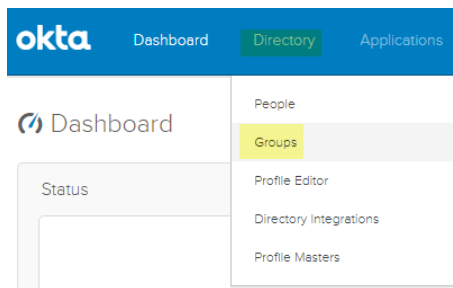 okta Dashboard Directory Applications
Dashboard
Status
People
Groups
Profile Editor
Directory Integrations
Profile Masters